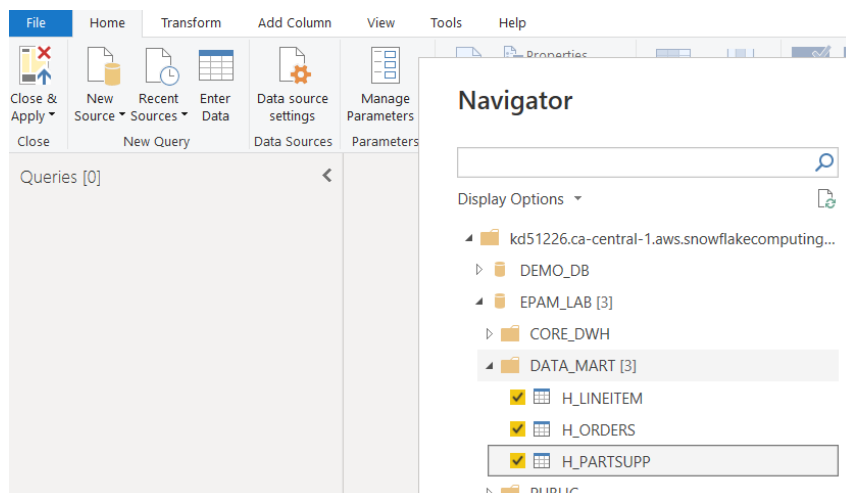 File Home Transform Add Column View Tools Help
Properties
Close & Apply
New Source
Recent Sources
Enter Data
Data source settings
Manage Parameters
Close
New Query
Data Sources
Parameters
Queries [0]
Navigator
Display Options
kd51226.ca-central-1.aws.snowflakecomputing...
DEMO_DB
EPAM_LAB [3]
CORE_DWH
DATA_MART [3]
H_LINEITEM
H_ORDERS
H_PARTSUPP
PUBLIC